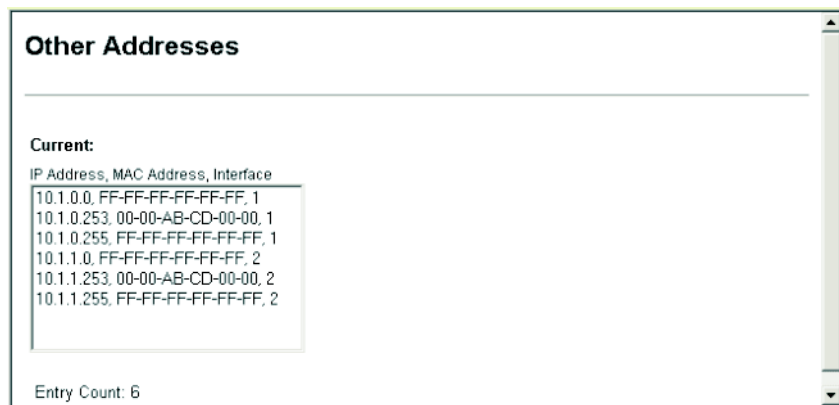 Other Addresses
Current:
IP Address, MAC Address, Interface
10.1.0.0, FF-FF-FF-FF-FF-FF, 1
10.1.0.253, 00-00-AB-CD-00-00, 1
10.1.0.255, FF-FF-FF-FF-FF-FF, 1
10.1.1.0, FF-FF-FF-FF-FF-FF, 2
10.1.1.253, 00-00-AB-CD-00-00, 2
10.1.1.255, FF-FF-FF-FF-FF-FF, 2
Entry Count: 6